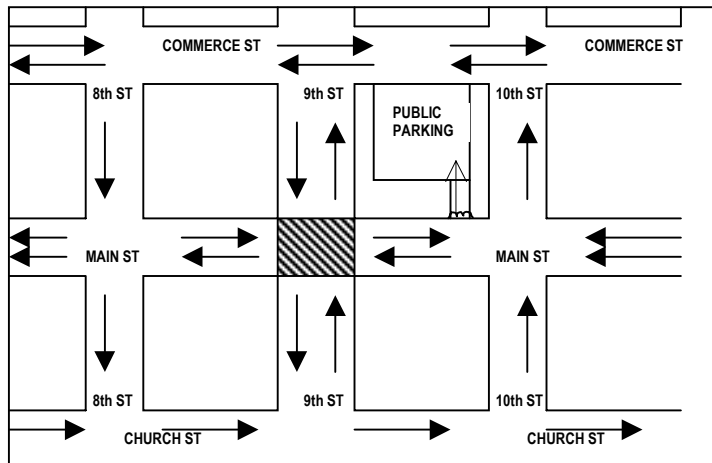 COMMERCE ST
COMMERCE ST
8th ST
9th ST
10th ST
PUBLIC
PARKING
MAIN ST
MAIN ST
8th ST
9th ST
10th ST
CHURCH ST
CHURCH ST